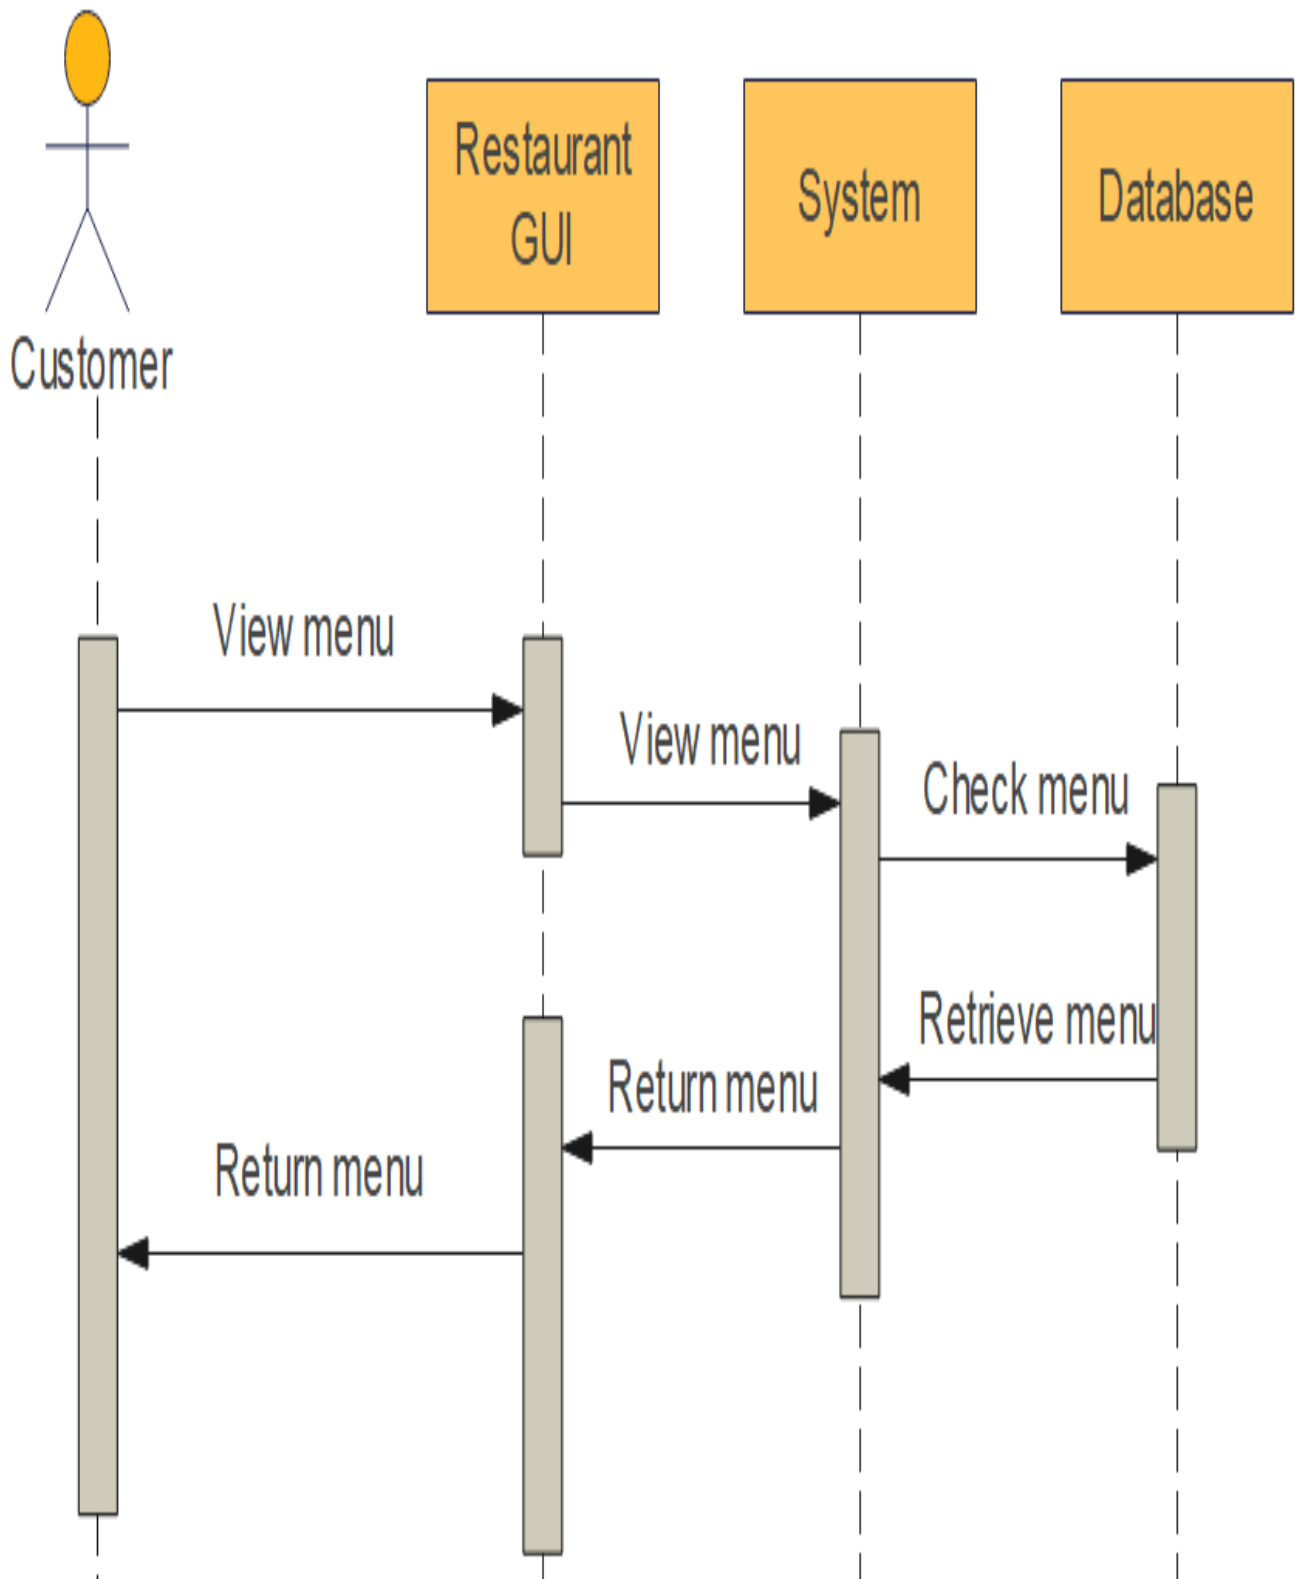 Restaurant
GUI
System
Database
Customer
View menu
View menu
Check menu
Retrieve menu
Return menu
Return menu